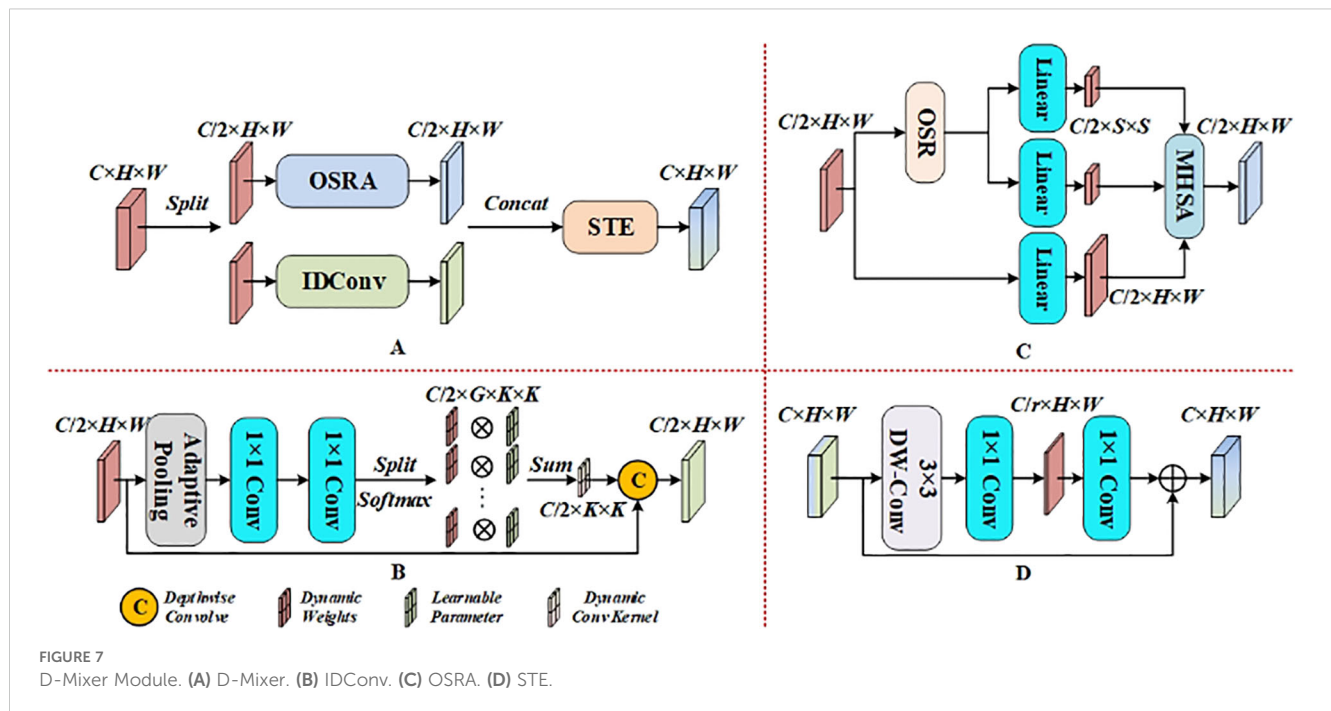 C×H×W
Split
C/2×H×W
OSRA
C/2×H×W
IDConv
Concat
STE
C×H×W
A
C/2×H×W
OSR
Linear
Linear
Linear
C/2×S×S
C/2×H×W
MHSA
C/2×H×W
C
C/2×H×W
Adaptive
Pooling
1×1 Conv
1×1 Conv
Split
Softmax
C/2×G×K×K
⊗
⊗
⋮
⊗
Sum
C/2×K×K
C
C/2×H×W
B
C Depthwise
Convolve
Dynamic
Weights
Learnable
Parameter
Dynamic
Conv Kernel
C×H×W
3×3
DW-Conv
1×1 Conv
C/r×H×W
1×1 Conv
C×H×W
D
FIGURE 7
D-Mixer Module. (A) D-Mixer. (B) IDConv. (C) OSRA. (D) STE.